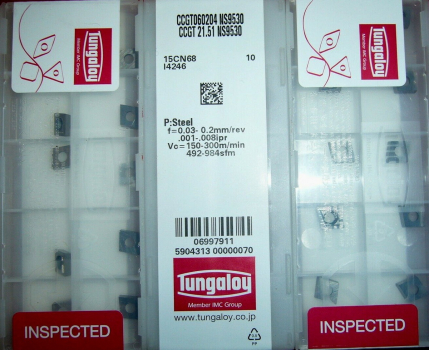 Tungaloy
Member IMC Group
INSPECTED
CCGT060204 NS9530
CCGT 21.51 NS9530
15CN68 10
I4246
P:Steel
f=0.03- 0.2mm/rev
.001-.008ipr
Vc=150-300m/min
492-984sfm
06997911
5904313 00000070
Tungaloy
Member IMC Group
www.tungaloy.co.jp
PP
Tungaloy
Member IMC Group
INSPECTED